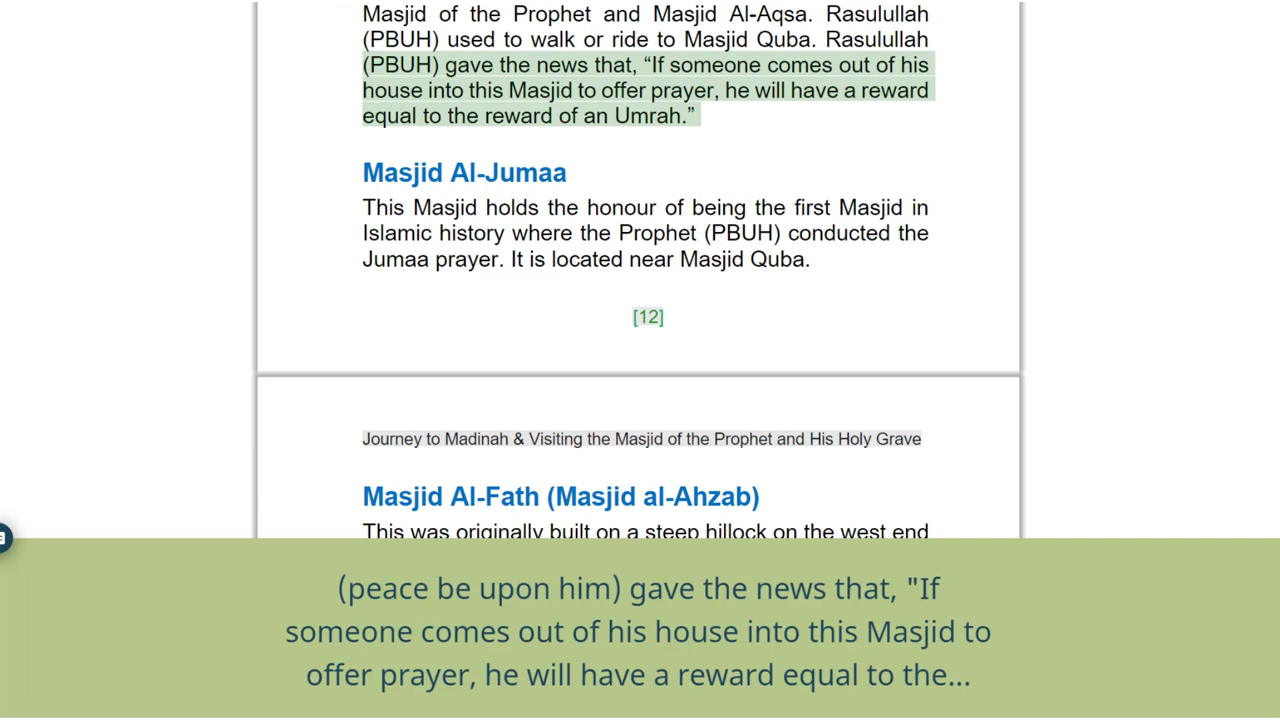 Masjid of the Prophet and Masjid Al-Aqsa. Rasulullah
(PBUH) used to walk or ride to Masjid Quba. Rasulullah
(PBUH) gave the news that, “If someone comes out of his
house into this Masjid to offer prayer, he will have a reward
equal to the reward of an Umrah.”
Masjid Al-Jumaa
This Masjid holds the honour of being the first Masjid in
Islamic history where the Prophet (PBUH) conducted the
Jumaa prayer. It is located near Masjid Quba.
[12]
Journey to Madinah & Visiting the Masjid of the Prophet and His Holy Grave
Masjid Al-Fath (Masjid al-Ahzab)
This was originally built on a steep hillock on the west end
(peace be upon him) gave the news that, "If
someone comes out of his house into this Masjid to
offer prayer, he will have a reward equal to the...